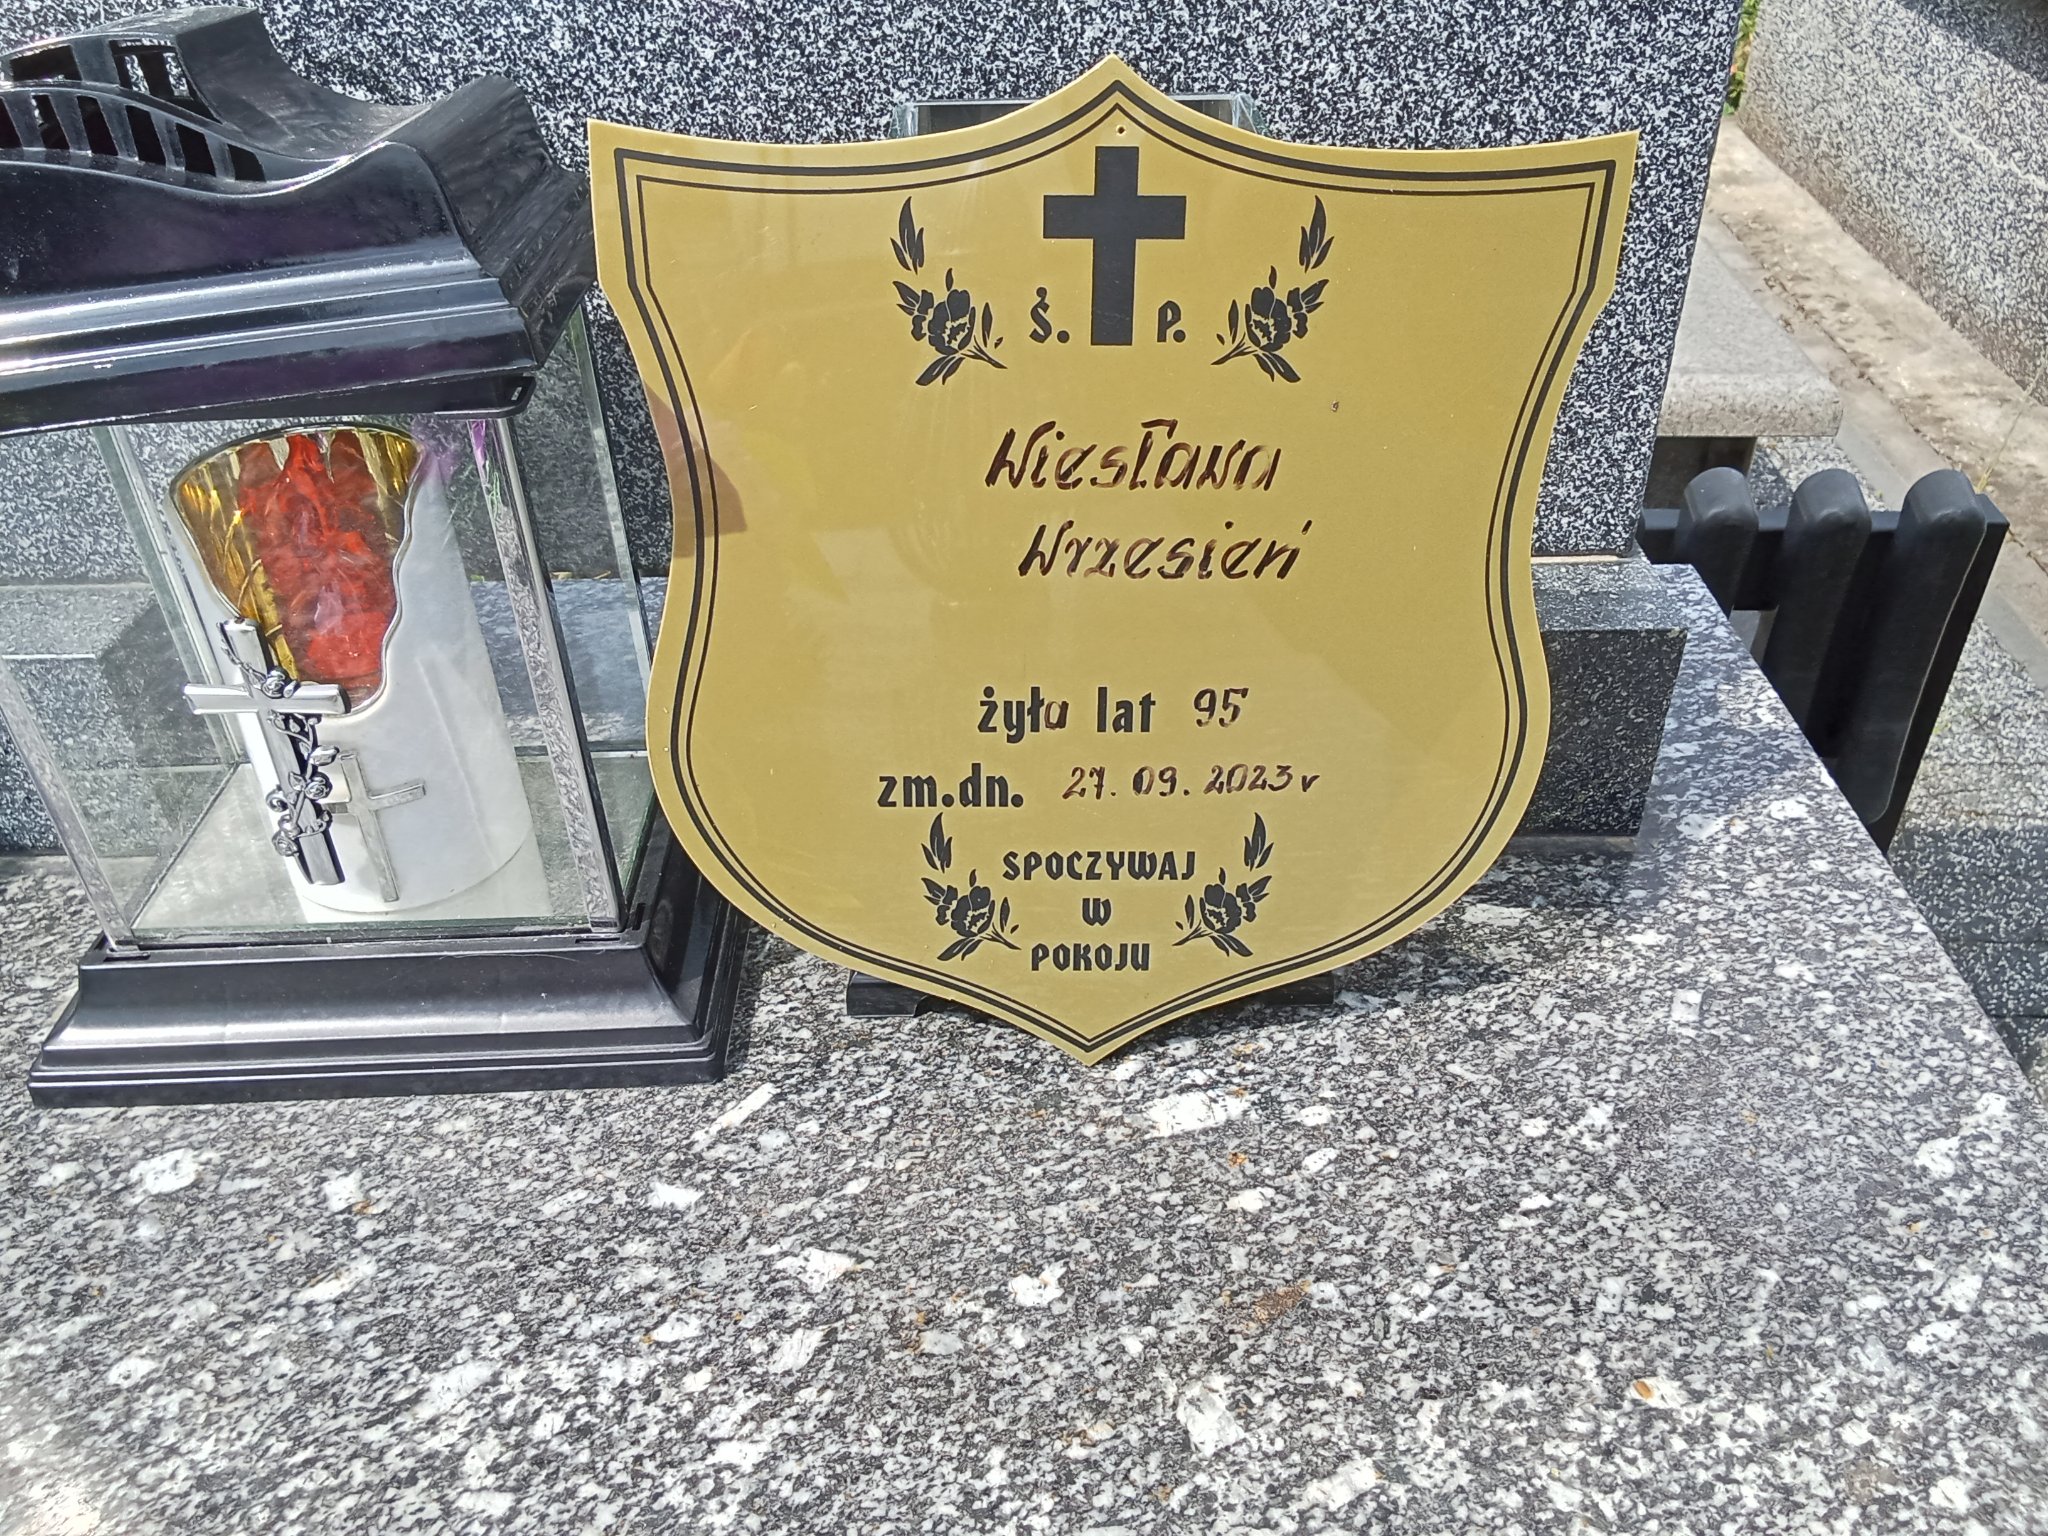 Ś. P.
Wiesława
Wrzesień
żyła lat 95
zm.dn. 27.09.2023 r
SPOCZYWAJ
W
POKOJU